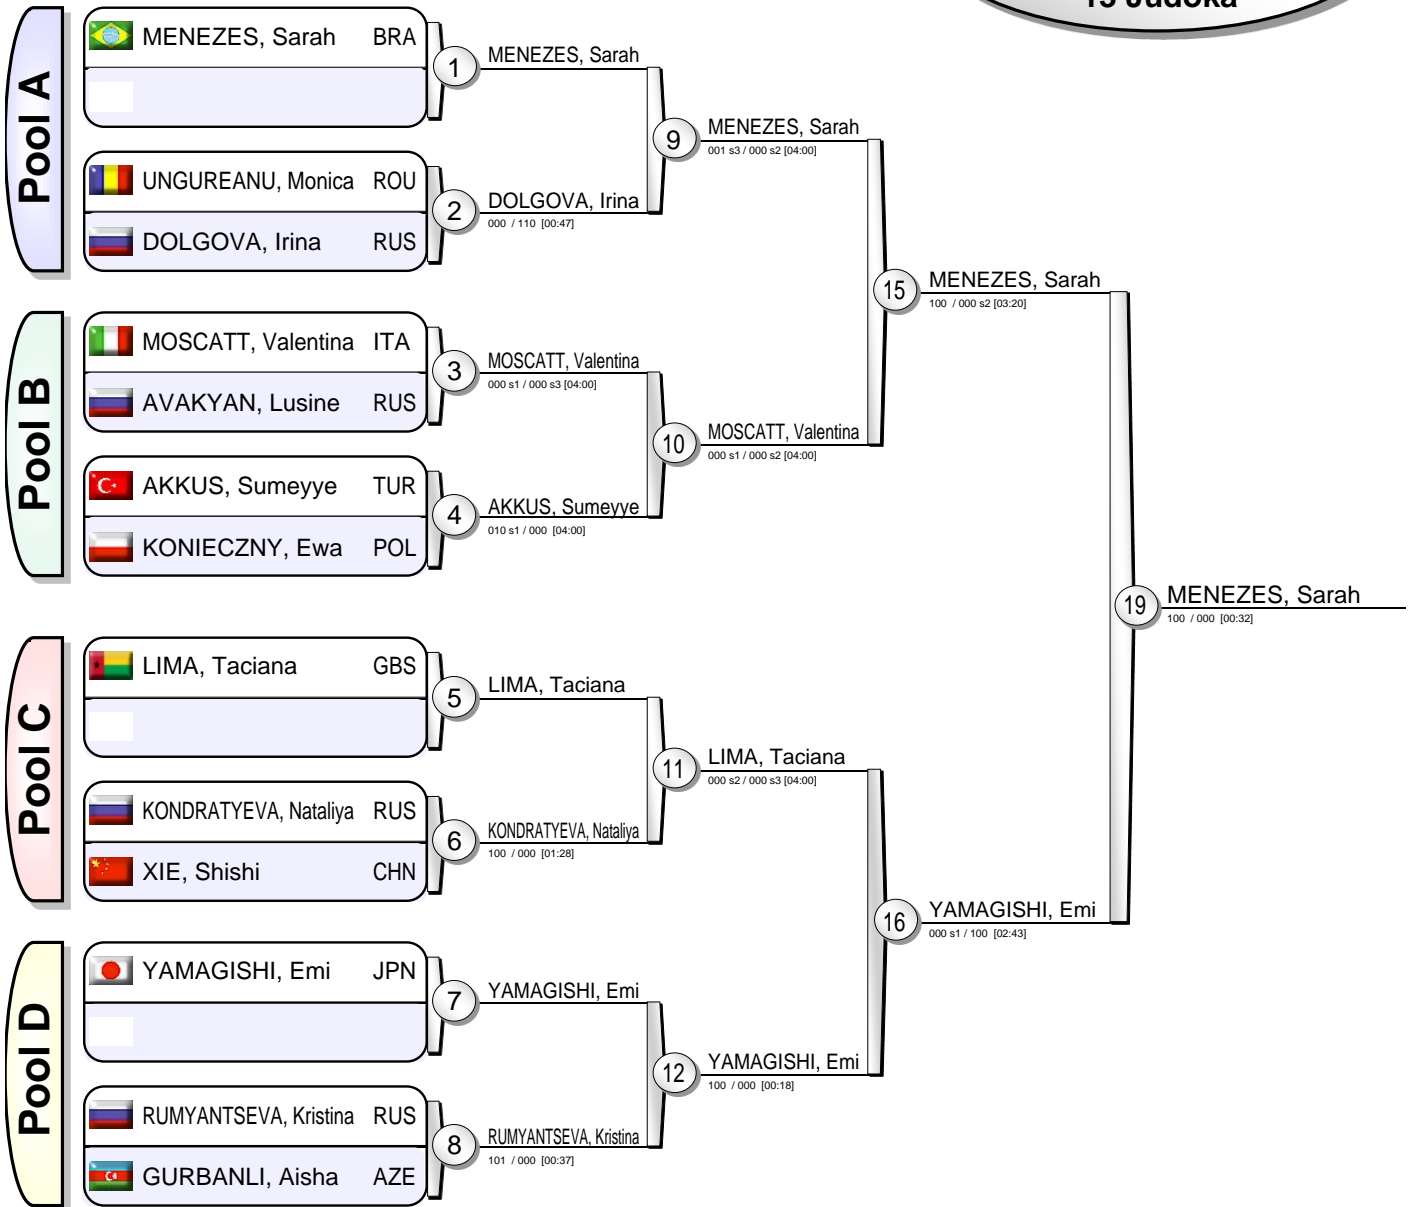 13 Judoka
Pool A
MENEZES, Sarah BRA
1
MENEZES, Sarah
UNGUREANU, Monica ROU
DOLGOVA, Irina RUS
2
DOLGOVA, Irina
000 / 110 [00:47]
9
MENEZES, Sarah
001 s3 / 000 s2 [04:00]
Pool B
MOSCATT, Valentina ITA
AVAKYAN, Lusine RUS
3
MOSCATT, Valentina
000 s1 / 000 s3 [04:00]
AKKUS, Sumeyye TUR
KONIECZNY, Ewa POL
4
AKKUS, Sumeyye
010 s1 / 000 [04:00]
10
MOSCATT, Valentina
000 s1 / 000 s2 [04:00]
15
MENEZES, Sarah
100 / 000 s2 [03:20]
Pool C
LIMA, Taciana GBS
5
LIMA, Taciana
KONDRATYEVA, Nataliya RUS
XIE, Shishi CHN
6
KONDRATYEVA, Nataliya
100 / 000 [01:28]
11
LIMA, Taciana
000 s2 / 000 s3 [04:00]
Pool D
YAMAGISHI, Emi JPN
7
YAMAGISHI, Emi
RUMYANTSEVA, Kristina RUS
GURBANLI, Aisha AZE
8
RUMYANTSEVA, Kristina
101 / 000 [00:37]
12
YAMAGISHI, Emi
100 / 000 [00:18]
16
YAMAGISHI, Emi
000 s1 / 100 [02:43]
19
MENEZES, Sarah
100 / 000 [00:32]